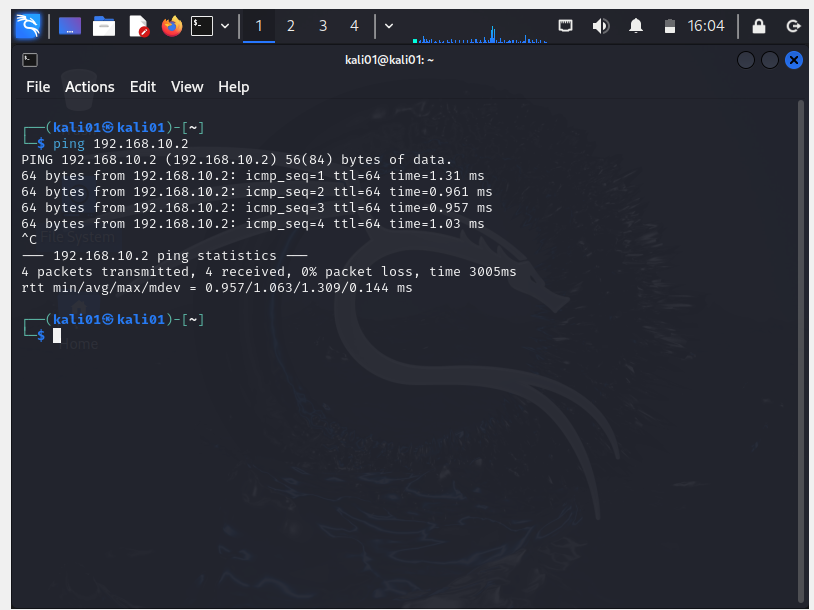 1 2 3 4 16:04
kali01@kali01: ~
File Actions Edit View Help
┌──(kali01㉿kali01)-[~]
└─$ ping 192.168.10.2
PING 192.168.10.2 (192.168.10.2) 56(84) bytes of data.
64 bytes from 192.168.10.2: icmp_seq=1 ttl=64 time=1.31 ms
64 bytes from 192.168.10.2: icmp_seq=2 ttl=64 time=0.961 ms
64 bytes from 192.168.10.2: icmp_seq=3 ttl=64 time=0.957 ms
64 bytes from 192.168.10.2: icmp_seq=4 ttl=64 time=1.03 ms
^C
File System
--- 192.168.10.2 ping statistics ---
4 packets transmitted, 4 received, 0% packet loss, time 3005ms
rtt min/avg/max/mdev = 0.957/1.063/1.309/0.144 ms
┌──(kali01㉿kali01)-[~]
└─$
Home